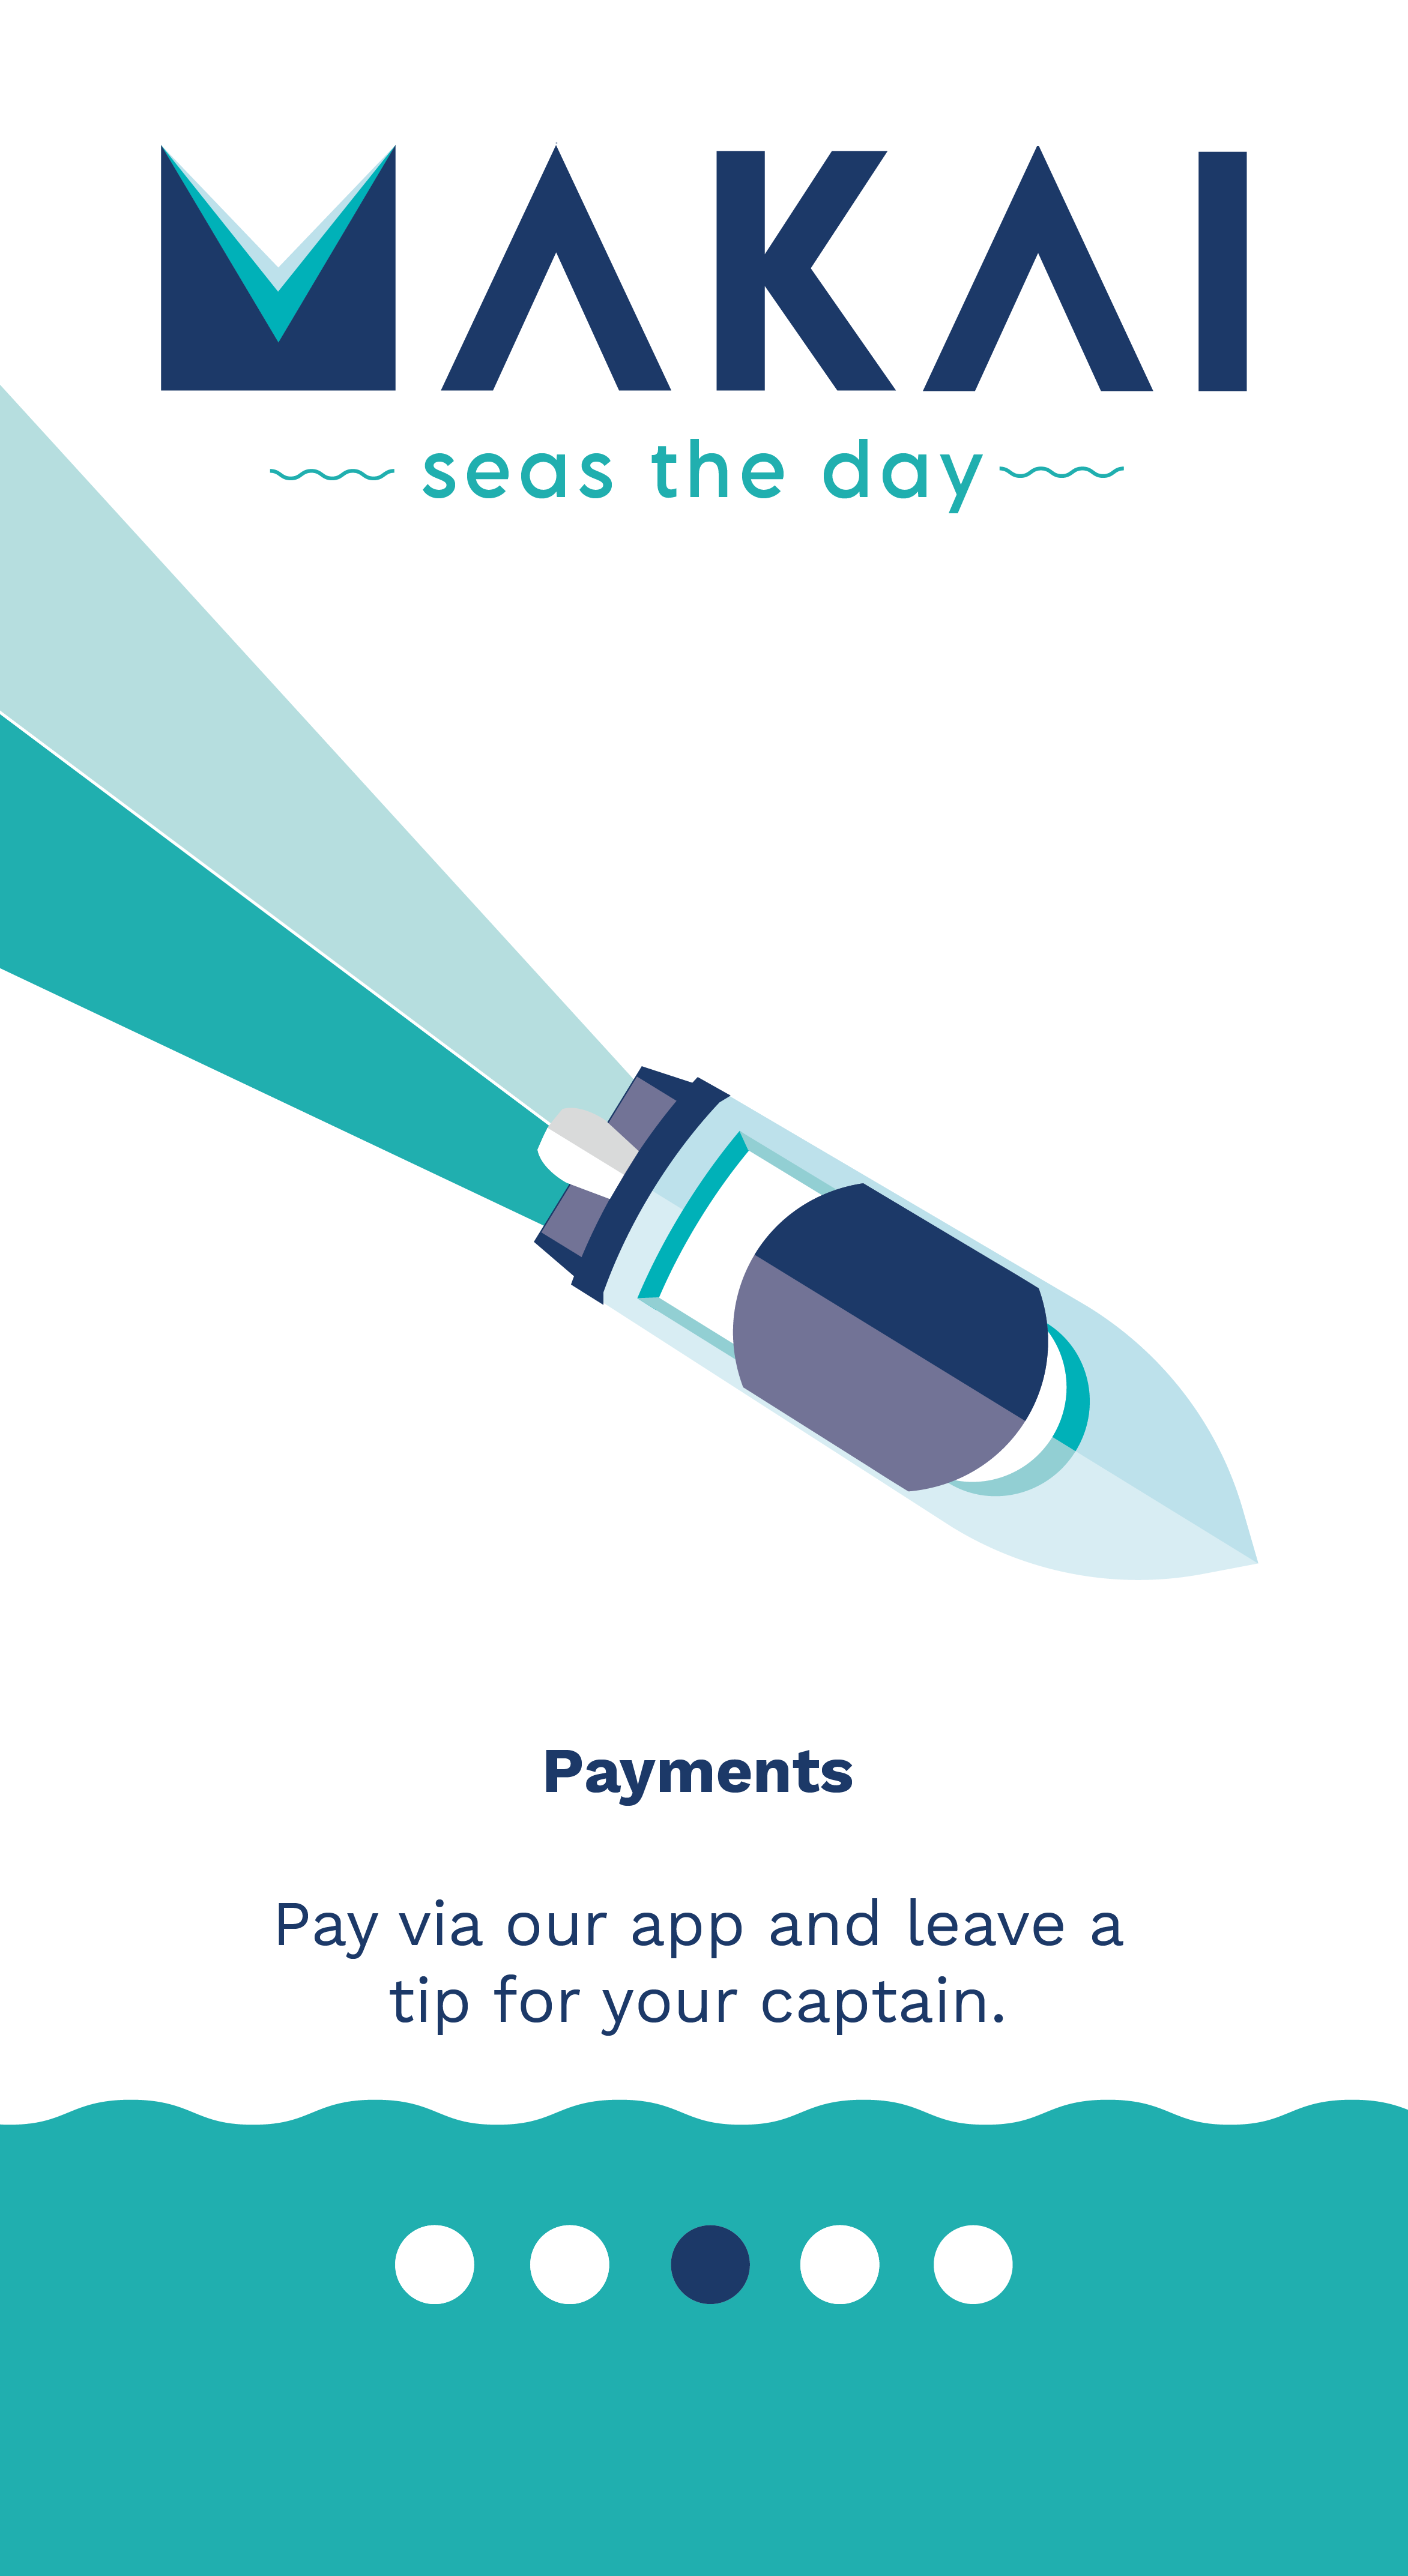 MAKAI
seas the day
Payments
Pay via our app and leave a
tip for your captain.